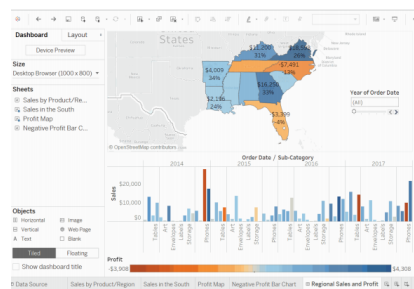 Dashboard
Layout
Device Preview
Size
Desktop Browser (1000 x 800)
Sheets
Sales by Product/Re...
Sales in the South
Profit Map
Negative Profit Bar C...
Objects
Horizontal
Image
Vertical
Web Page
Text
Blank
Tiled
Floating
Show dashboard title
States
$11,200
31%
$4,009
34%
-$7,491
-13%
$16,250
33%
24%
$3,399
-4%
© OpenStreetMap contributors
Year of Order Date
(All)
Order Date / Sub-Category
2014
2015
2016
2017
Sales
$20,000
$10,000
$0
Phones
Tables
Art
Envelopes
Labels
Storage
Phones
Tables
Art
Envelopes
Labels
Storage
Phones
Tables
Art
Envelopes
Labels
Storage
Phones
Tables
Art
Envelopes
Labels
Storage
Phones
Profit
-$3,908
$4,308
Data Source
Sales by Product/Region
Sales in the South
Profit Map
Negative Profit Bar Chart
Regional Sales and Profit